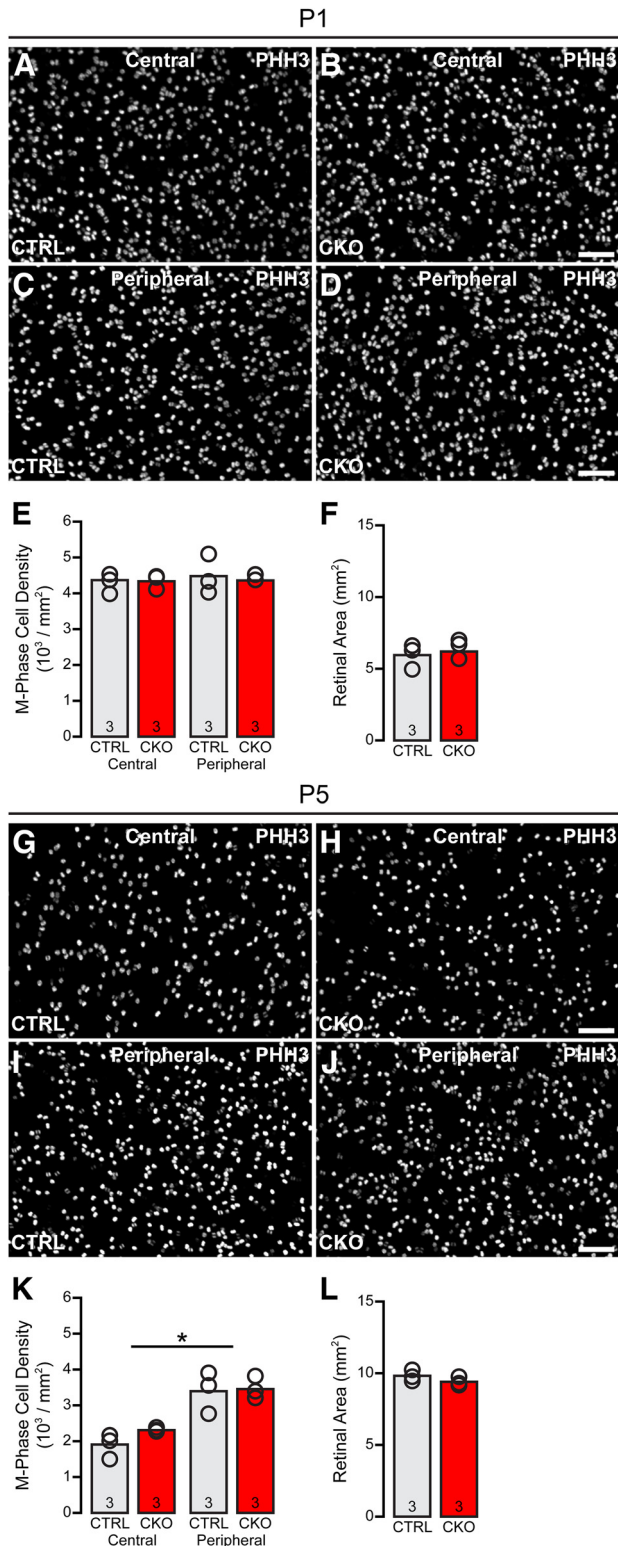 P1
A Central PHH3
CTRL
B Central PHH3
CKO
C Peripheral PHH3
CTRL
D Peripheral PHH3
CKO
E
M-Phase Cell Density
(10³ / mm²)
6
5
4
3
2
1
0
3 3 3 3
CTRL CKO CTRL CKO
Central Peripheral
F
Retinal Area (mm²)
15
10
5
0
3 3
CTRL CKO
P5
G Central PHH3
CTRL
H Central PHH3
CKO
I Peripheral PHH3
CTRL
J Peripheral PHH3
CKO
K
M-Phase Cell Density
(10³ / mm²)
6
5
4
3
2
1
0
*
3 3 3 3
CTRL CKO CTRL CKO
Central Peripheral
L
Retinal Area (mm²)
15
10
5
0
3 3
CTRL CKO